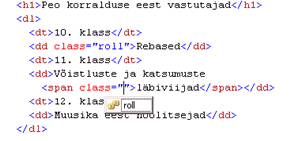 <h1>Peo korralduse eest vastutajad</h1>
<dl>
<dt>10. klass</dt>
<dd class="roll">Rebased</dd>
<dt>11. klass</dt>
<dd>Võistluste ja katsumuste
<span class="">läbiviijad</span></dd>
<dt>12. klas
roll
<dd>Muusika eest hoolitsejad</dd>
</dl>